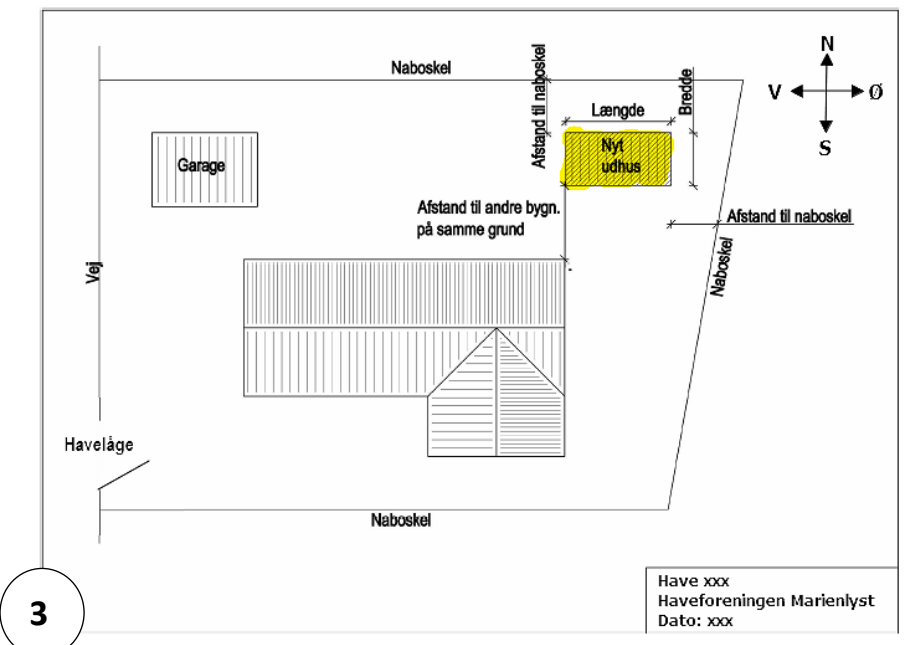 Naboskel
N
V
Ø
S
Afstand til naboskel
Længde
Bredde
Garage
Nyt
udhus
Afstand til andre bygn.
på samme grund
Afstand til naboskel
Naboskel
Vej
Havelåge
Naboskel
Have xxx
Haveforeningen Marienlyst
Dato: xxx
3